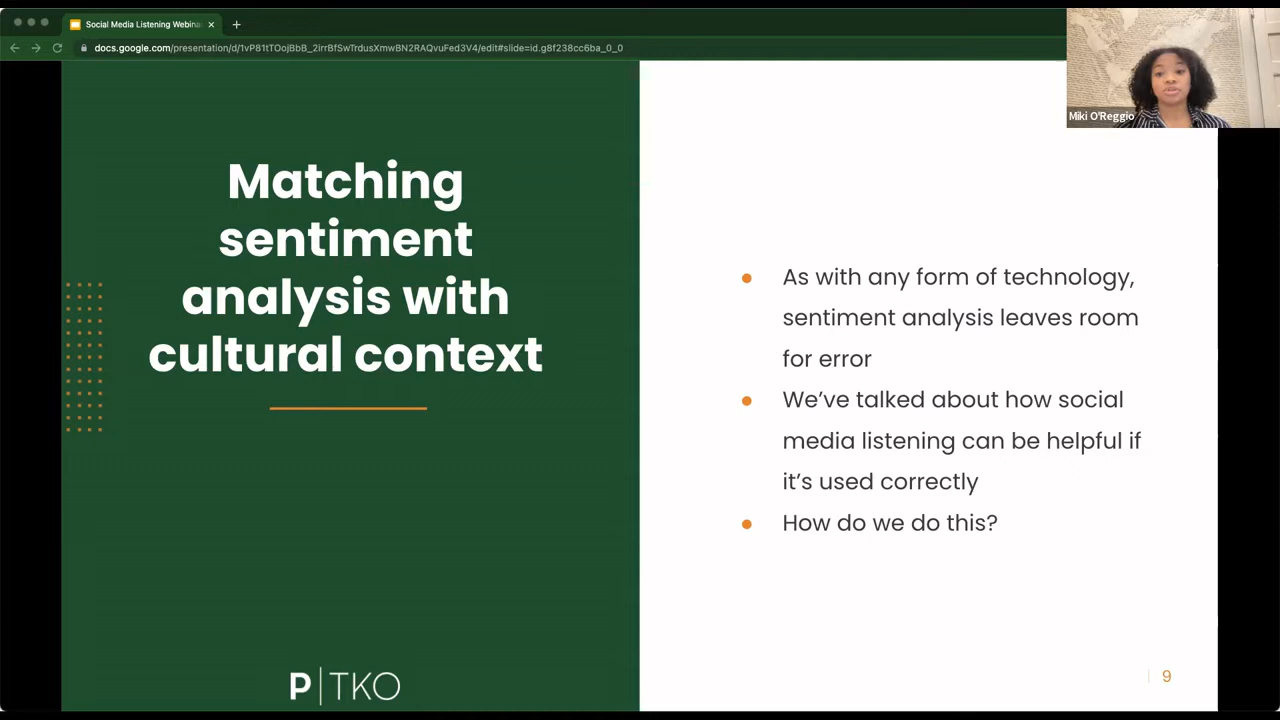 Social Media Listening Webina
docs.google.com/presentation/d/1vP81tTOojBbB_2irrBfSwTrdusXmwBN2RAQvuFed3V4/edit#slide=id.g8f238cc6ba_0_0
Miki O'Reggio
Matching
sentiment
analysis with
cultural context
As with any form of technology,
sentiment analysis leaves room
for error
We've talked about how social
media listening can be helpful if
it's used correctly
How do we do this?
P|TKO
9